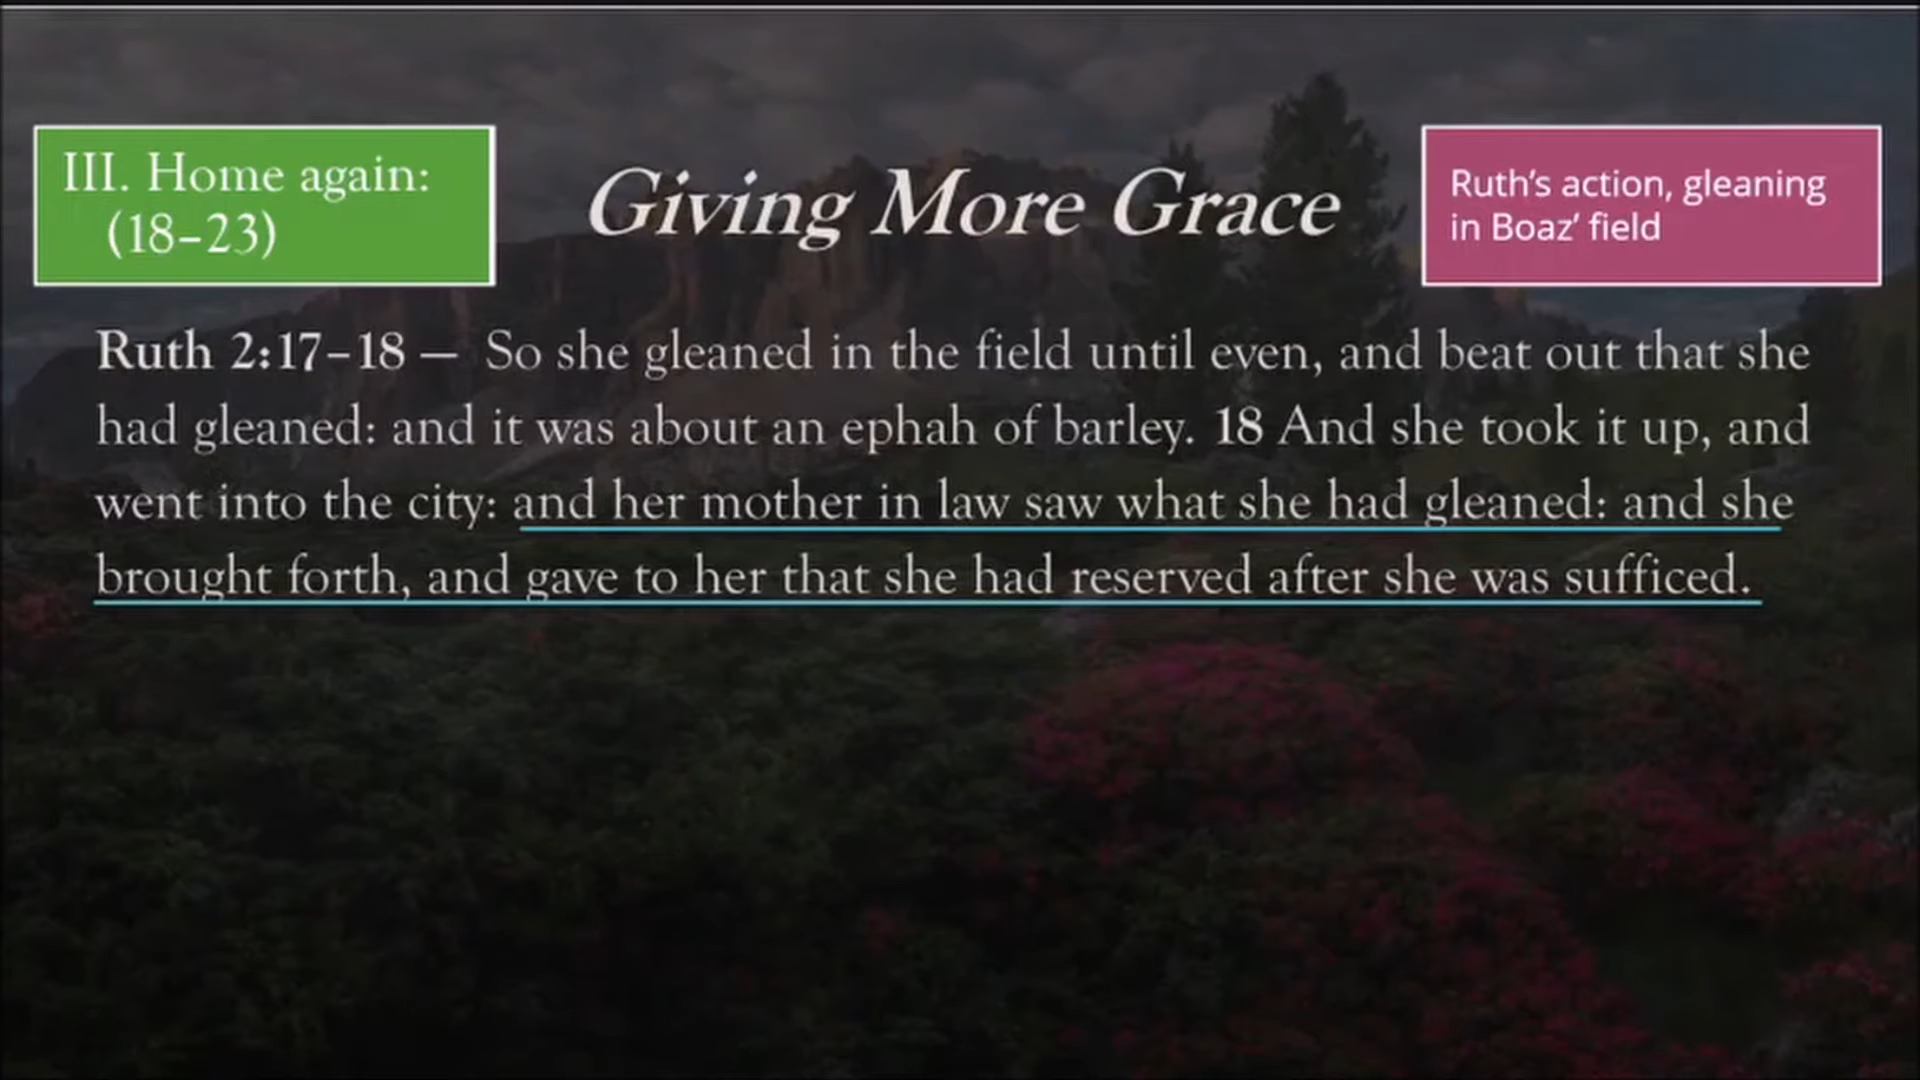 III. Home again:
(18–23)
Giving More Grace
Ruth's action, gleaning
in Boaz' field
Ruth 2:17–18 — So she gleaned in the field until even, and beat out that she
had gleaned: and it was about an ephah of barley. 18 And she took it up, and
went into the city: and her mother in law saw what she had gleaned: and she
brought forth, and gave to her that she had reserved after she was sufficed.